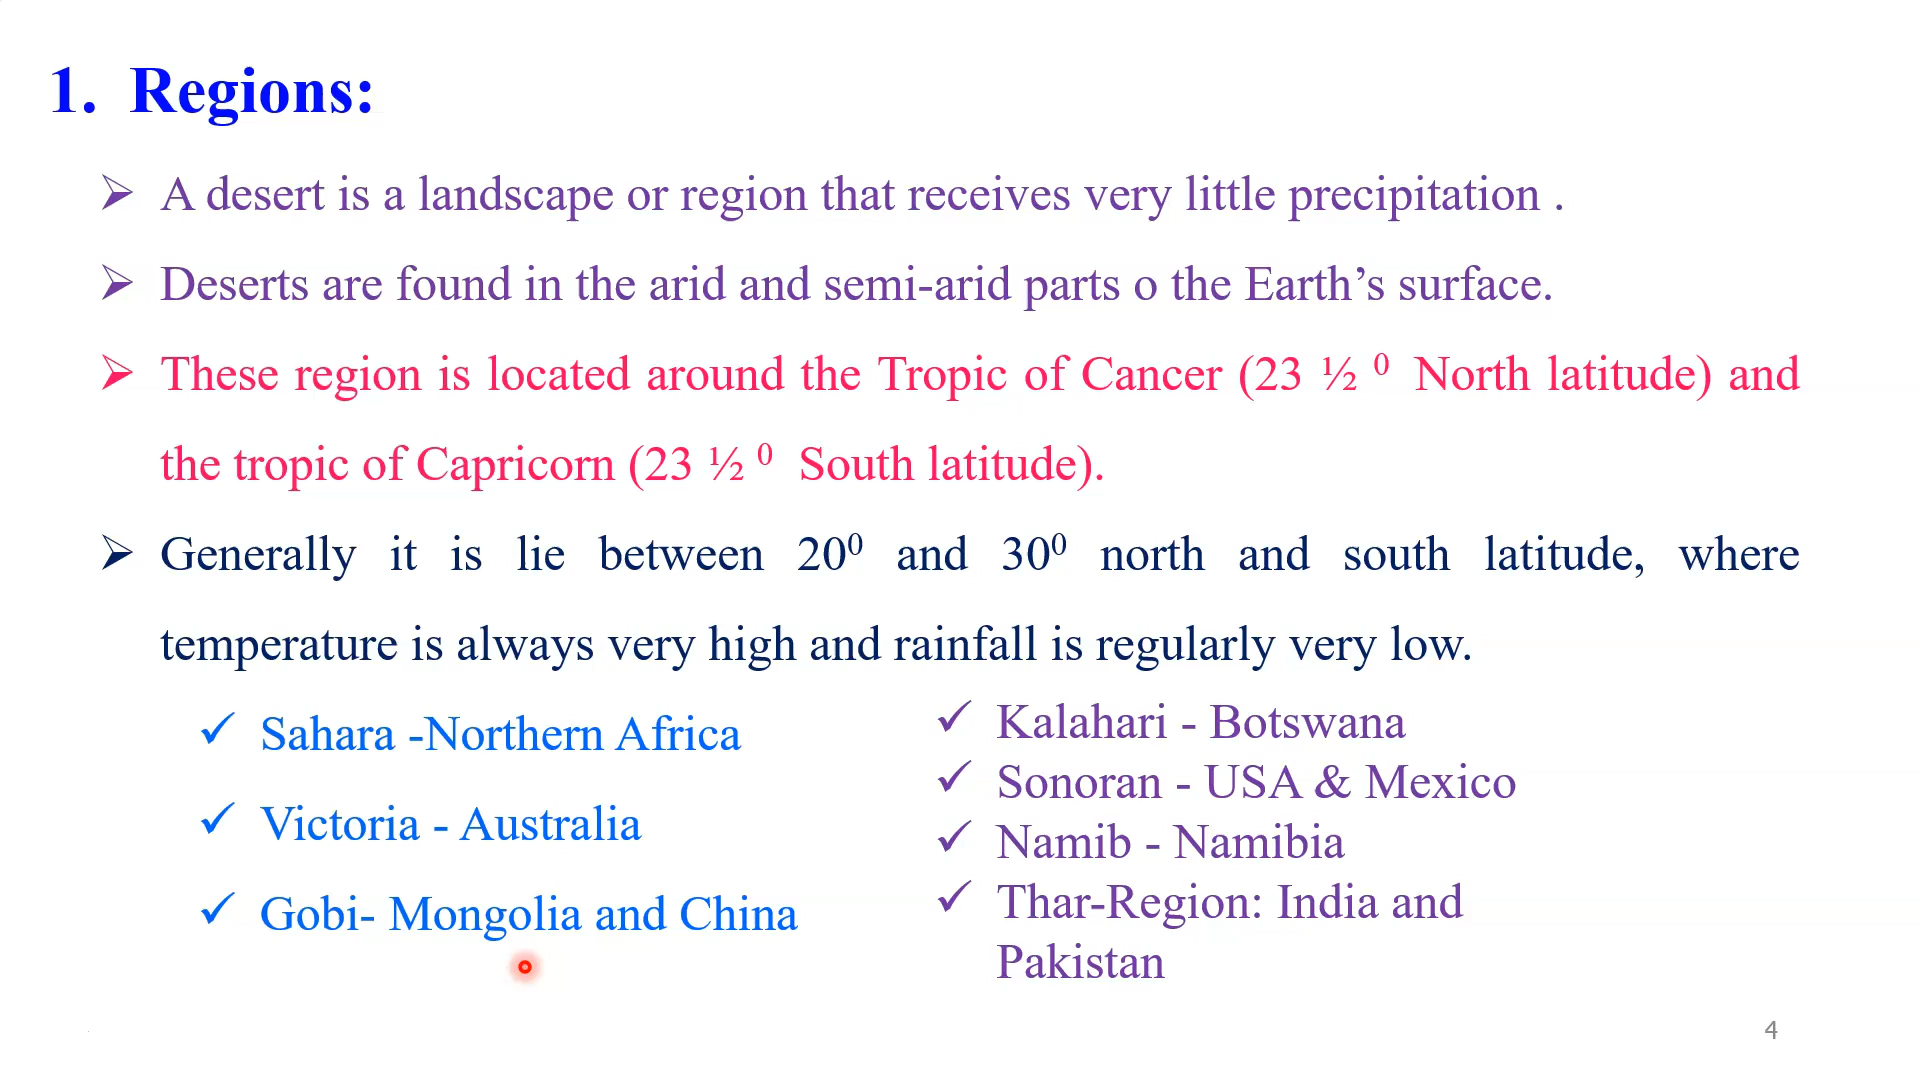 1. Regions:
➢ A desert is a landscape or region that receives very little precipitation .
➢ Deserts are found in the arid and semi-arid parts o the Earth’s surface.
➢ These region is located around the Tropic of Cancer (23 ½ ⁰ North latitude) and
the tropic of Capricorn (23 ½ ⁰ South latitude).
➢ Generally it is lie between 20⁰ and 30⁰ north and south latitude, where
temperature is always very high and rainfall is regularly very low.
✓ Sahara -Northern Africa
✓ Victoria - Australia
✓ Gobi- Mongolia and China
✓ Kalahari - Botswana
✓ Sonoran - USA & Mexico
✓ Namib - Namibia
✓ Thar-Region: India and
Pakistan
4